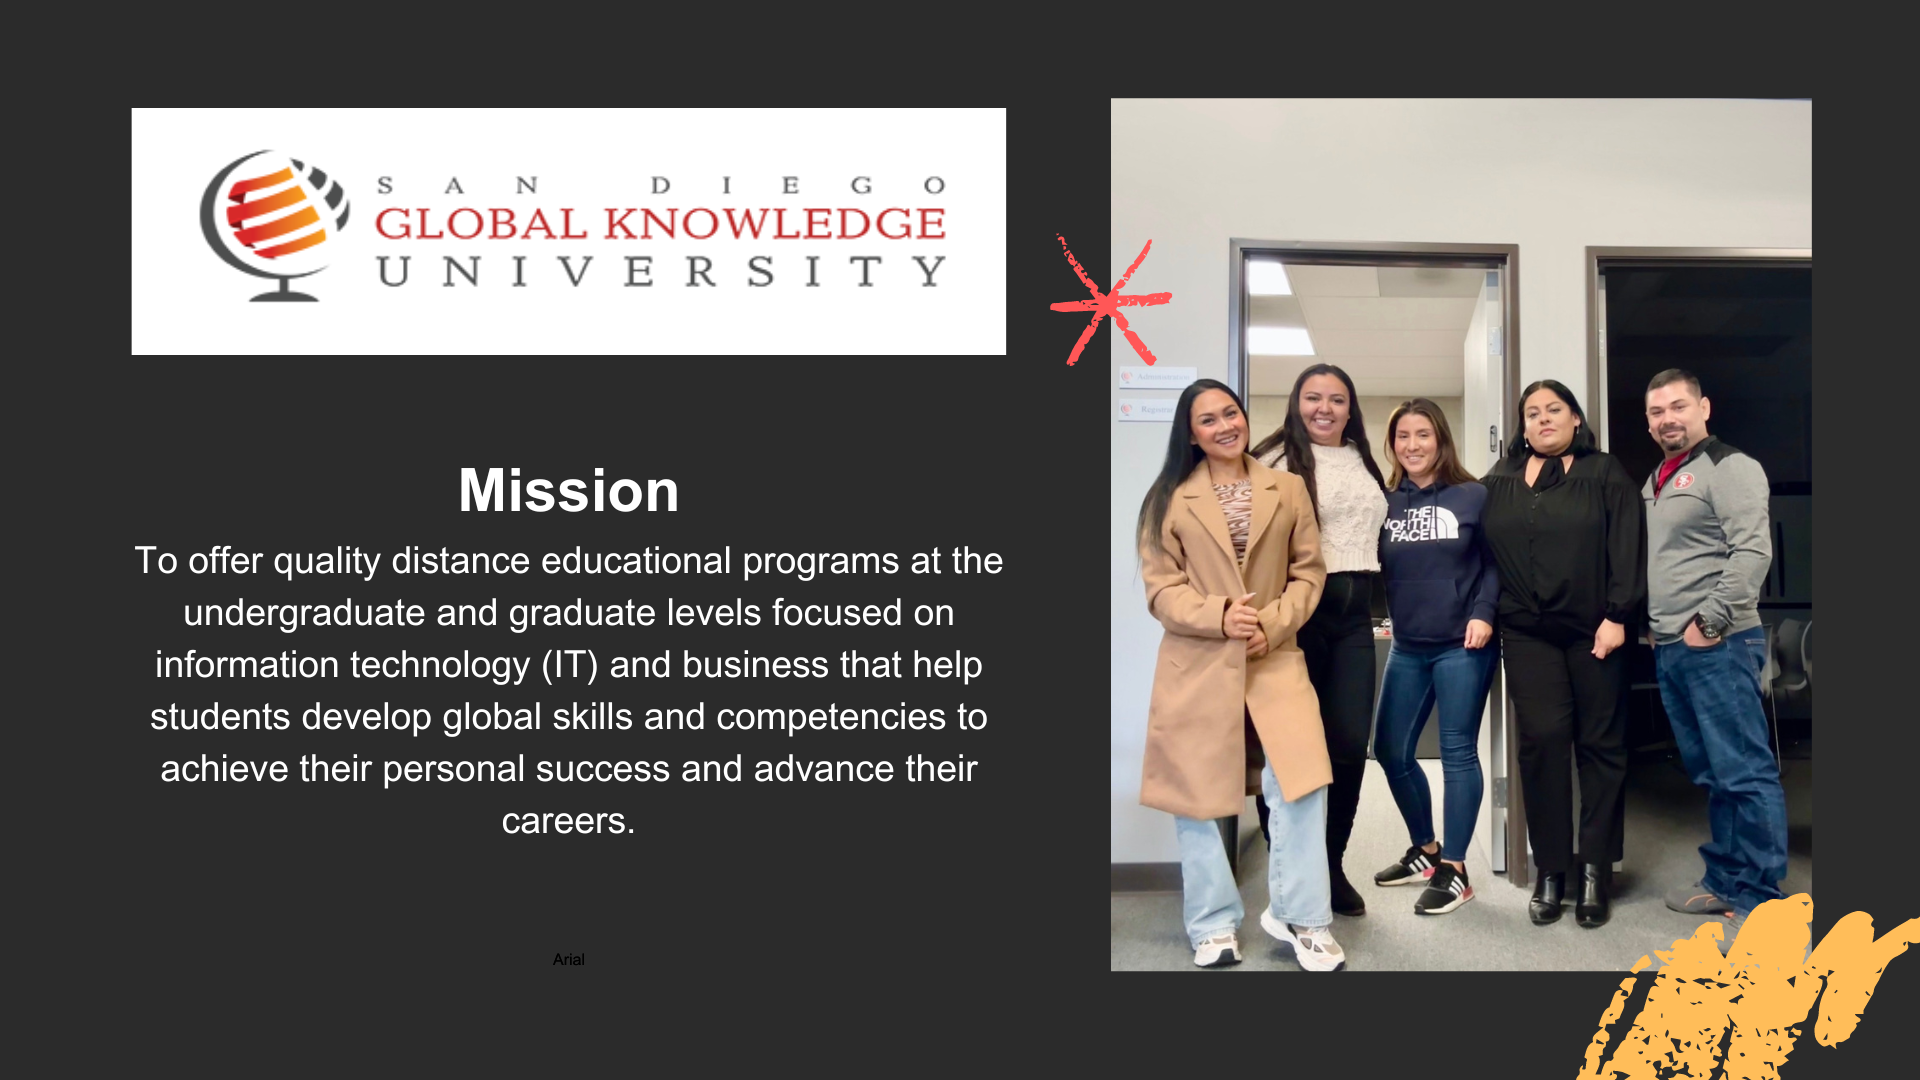 SAN DIEGO
GLOBAL KNOWLEDGE
UNIVERSITY
Mission
To offer quality distance educational programs at the
undergraduate and graduate levels focused on
information technology (IT) and business that help
students develop global skills and competencies to
achieve their personal success and advance their
careers.
Arial
Admissions
Registrar
THE
NORTH
FACE